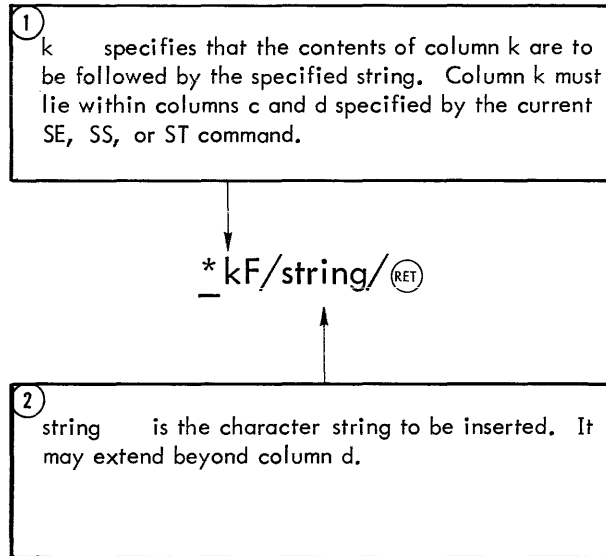 1
k specifies that the contents of column k are to
be followed by the specified string. Column k must
lie within columns c and d specified by the current
SE, SS, or ST command.
*kF/string/ RET
2
string is the character string to be inserted. It
may extend beyond column d.